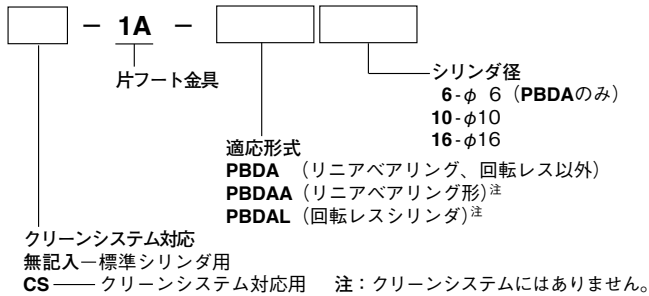 － 1A －
片フート金具
シリンダ径
6-φ 6（PBDAのみ）
10-φ10
16-φ16
適応形式
PBDA （リニアベアリング、回転レス以外）
PBDAA（リニアベアリング形）注
PBDAL（回転レスシリンダ）注
クリーンシステム対応
無記入―標準シリンダ用
CS ―― クリーンシステム対応用 注：クリーンシステムにはありません。